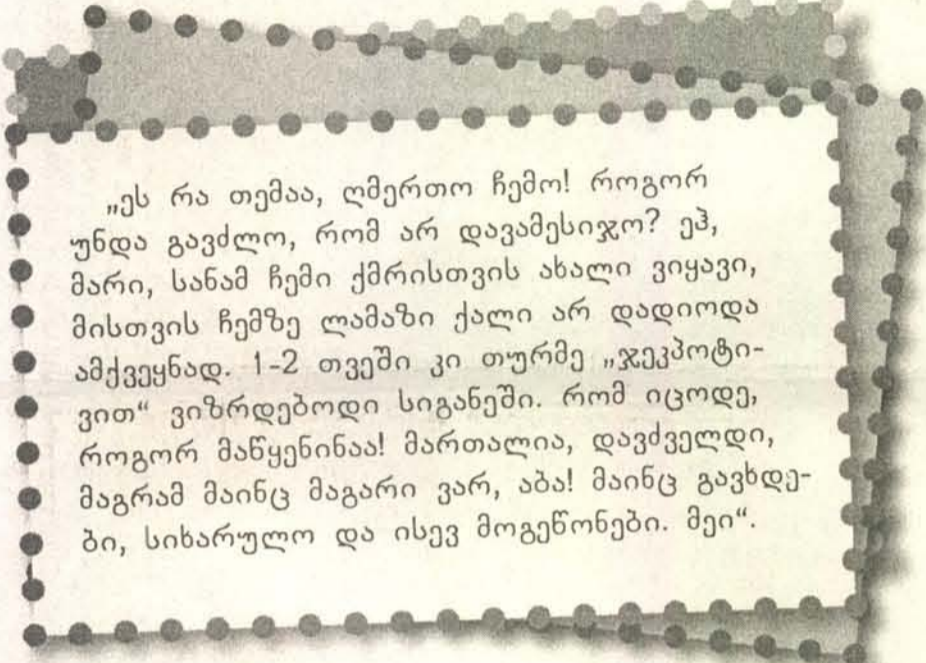 „ეს რა თემაა, ღმერთო ჩემო! როგორ
უნდა გავძლო, რომ არ დავამესიჯო? ეჰ,
მარი, სანამ ჩემი ქმრისთვის ახალი ვიყავი,
მისთვის ჩემზე ლამაზი ქალი არ დადიოდა
ამქვეყნად. 1-2 თვეში კი თურმე „ჯეკპოტი-
ვით“ ვიზრდებოდი სიგანეში. რომ იცოდე,
როგორ მაწყენინაა! მართალია, დავძველდი,
მაგრამ მაინც მაგარი ვარ, აბა! მაინც გავხდე-
ბი, სიხარულო და ისევ მოგეწონები. მეი“.